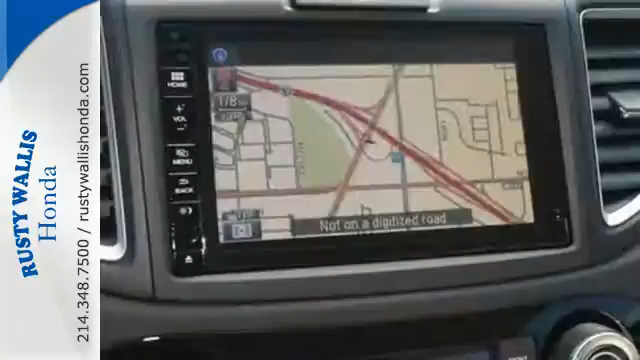 RUSTY WALLIS
Honda
214.348.7500 / rustywallishonda.com
HOME
VOL
MENU
BACK
1/8
Not on a digitized road